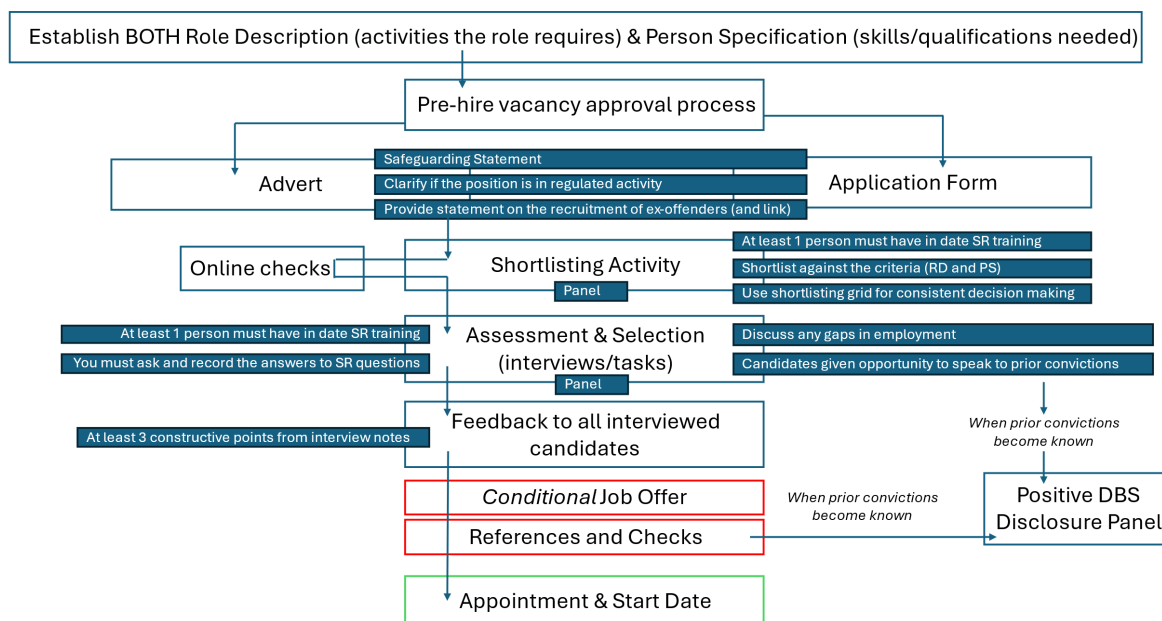 Establish BOTH Role Description (activities the role requires) & Person Specification (skills/qualifications needed)
Pre-hire vacancy approval process
Advert
Safeguarding Statement
Clarify if the position is in regulated activity
Provide statement on the recruitment of ex-offenders (and link)
Application Form
Online checks
Shortlisting Activity
Panel
At least 1 person must have in date SR training
Shortlist against the criteria (RD and PS)
Use shortlisting grid for consistent decision making
At least 1 person must have in date SR training
You must ask and record the answers to SR questions
Assessment & Selection
(interviews/tasks)
Panel
Discuss any gaps in employment
Candidates given opportunity to speak to prior convictions
At least 3 constructive points from interview notes
Feedback to all interviewed
candidates
When prior convictions
become known
Conditional Job Offer
References and Checks
When prior convictions
become known
Positive DBS
Disclosure Panel
Appointment & Start Date